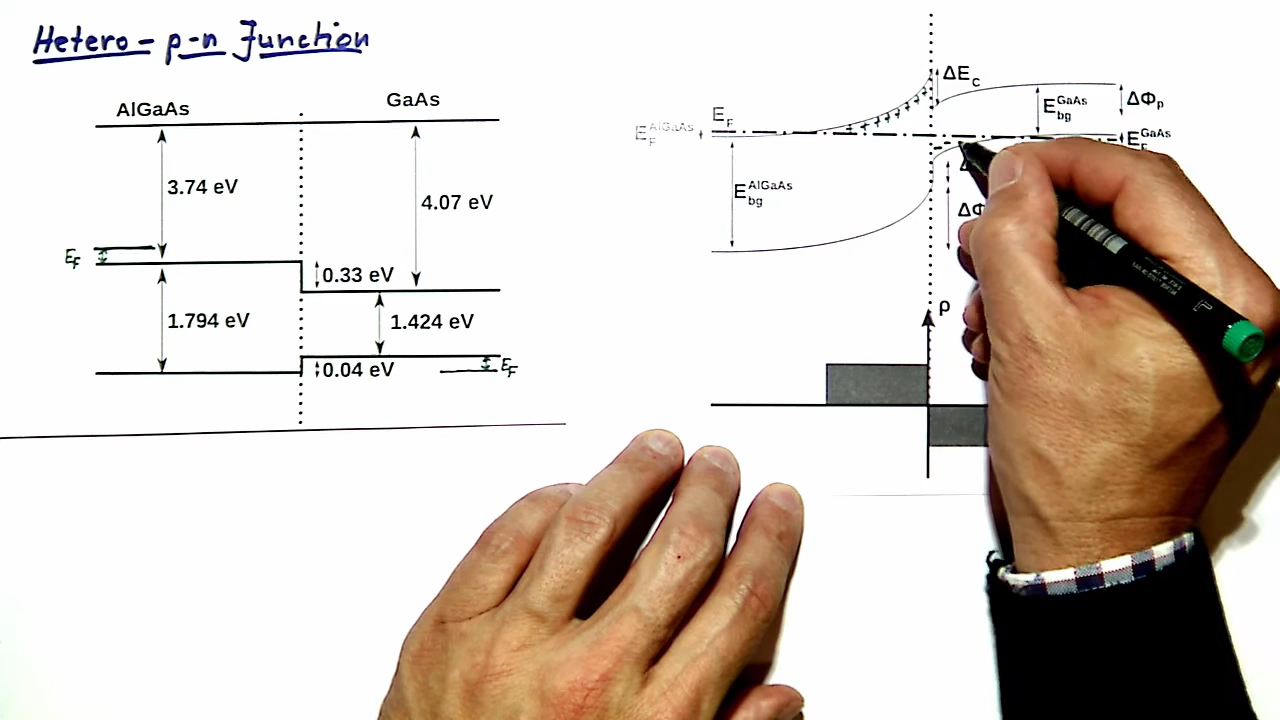 Hetero-p-n Junction
AlGaAs
GaAs
3.74 eV
4.07 eV
E_F
0.33 eV
1.794 eV
1.424 eV
0.04 eV
E_F
ΔE_C
E_F
E_F^AlGaAs
E_bg^GaAs
ΔΦ_p
E_F^GaAs
E_bg^AlGaAs
ρ